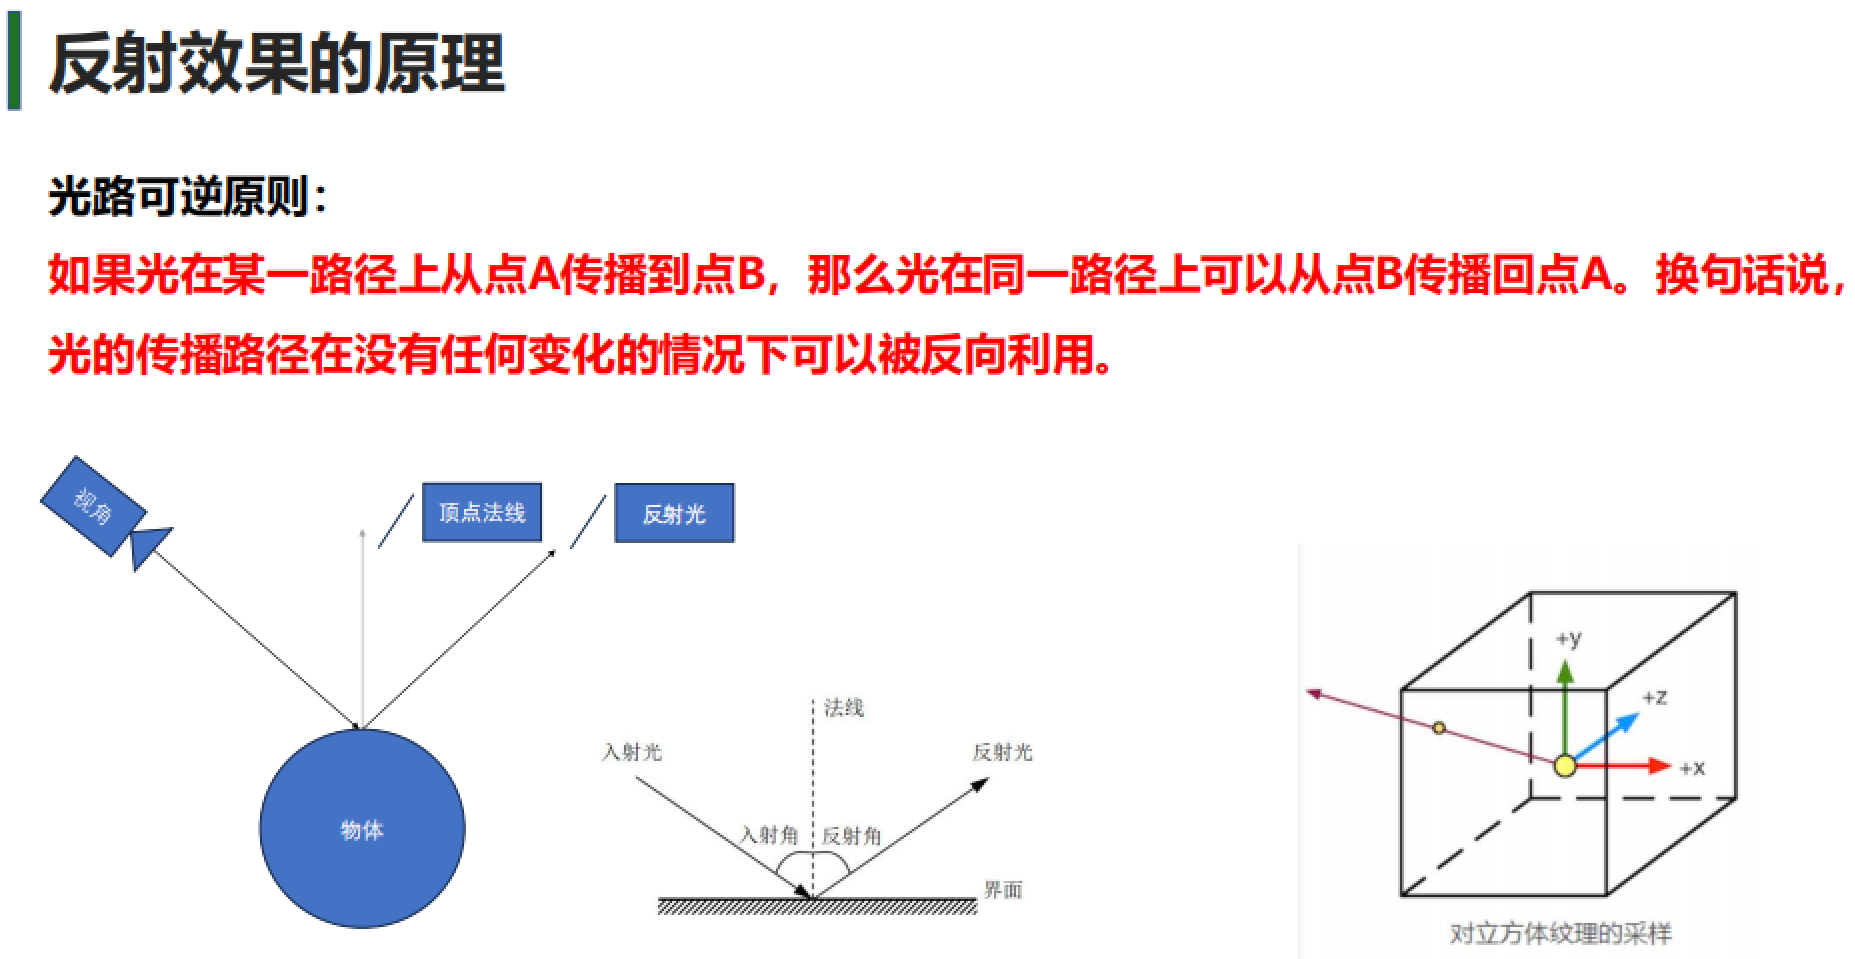 反射效果的原理
光路可逆原则：
如果光在某一路径上从点A传播到点B，那么光在同一路径上可以从点B传播回点A。换句话说，
光的传播路径在没有任何变化的情况下可以被反向利用。
视角
顶点法线
反射光
物体
法线
入射光
反射光
入射角
反射角
界面
+y
+z
+x
对立方体纹理的采样